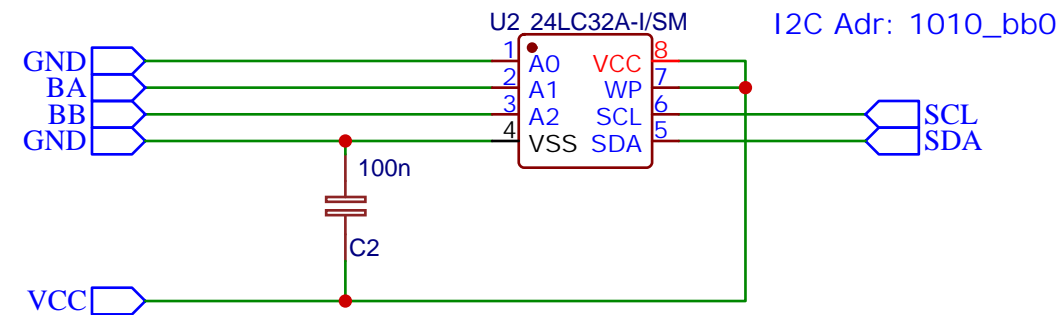 U2 24LC32A-I/SM
I2C Adr: 1010_bb0
GND 1 A0 VCC 8
BA 2 A1 WP 7
BB 3 A2 SCL 6 SCL
GND 4 VSS SDA 5 SDA
100n
C2
VCC